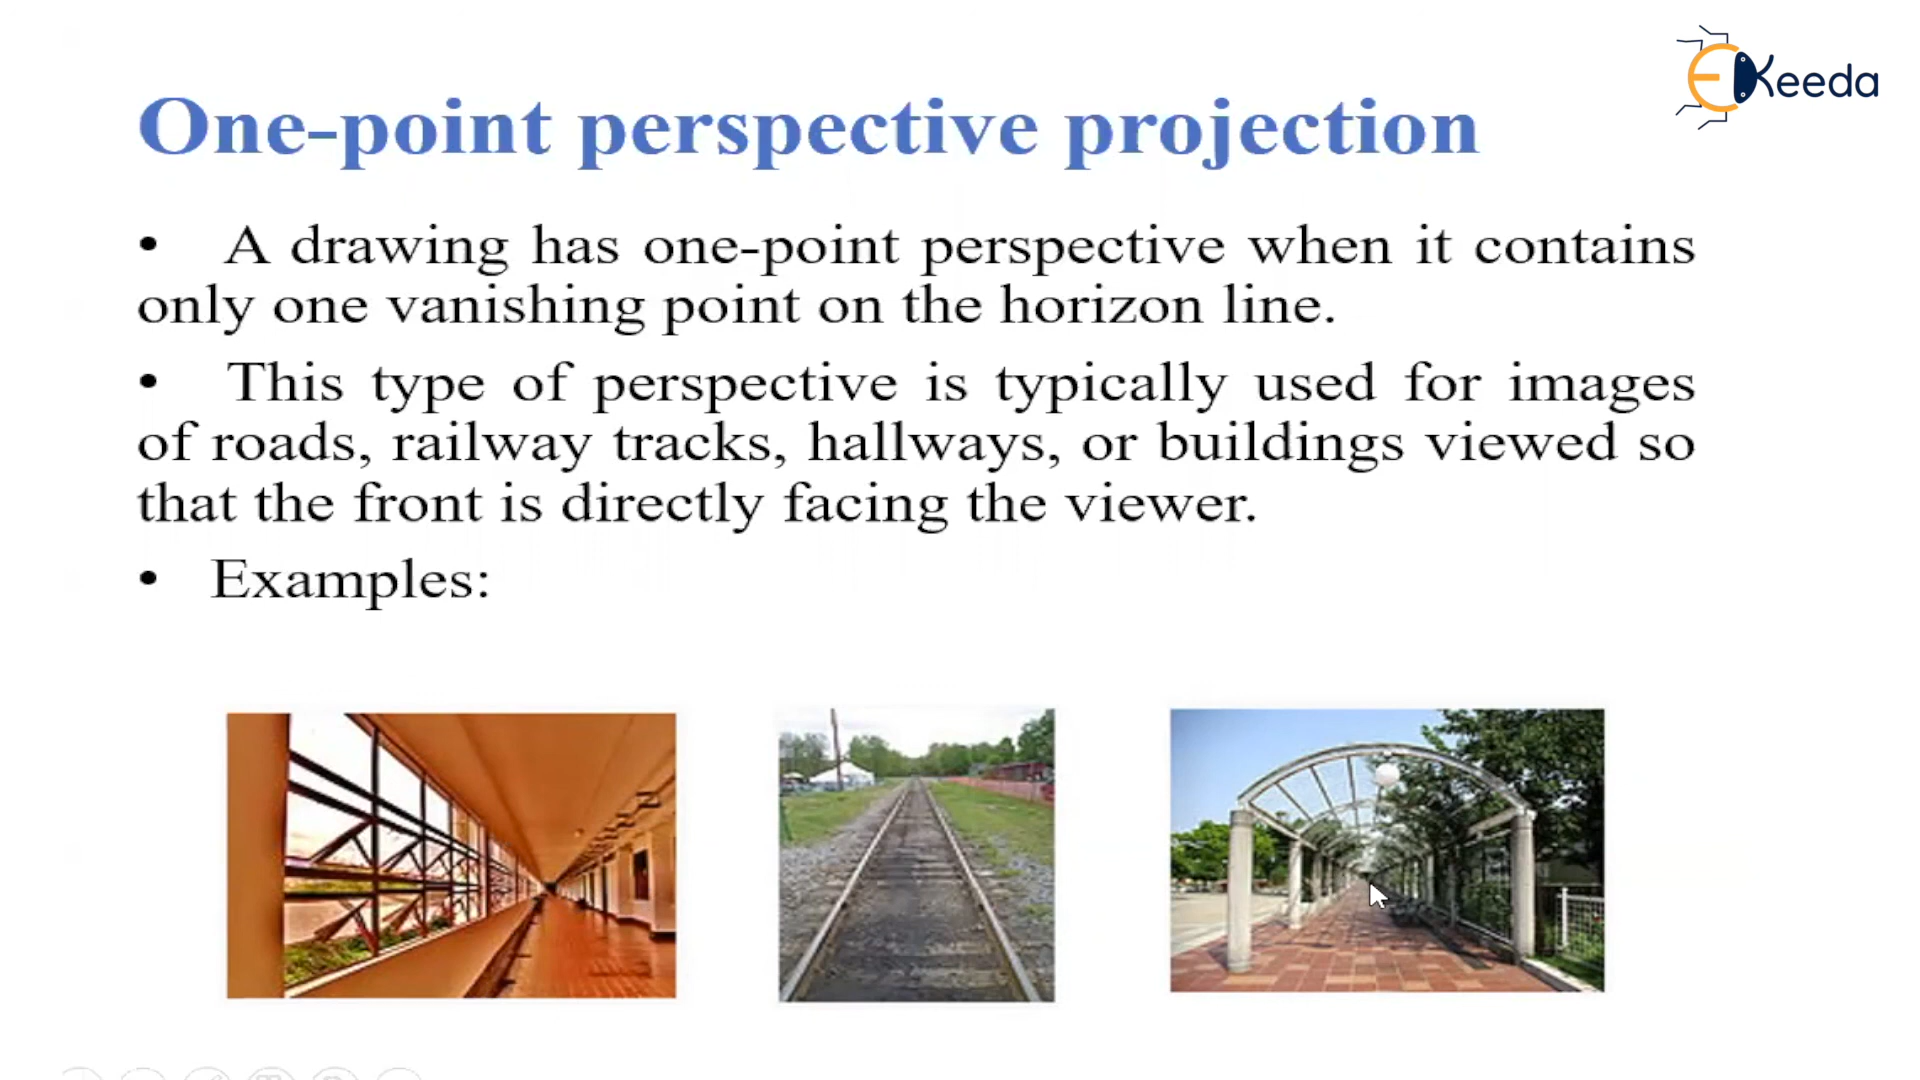 EKeeda
One-point perspective projection
• A drawing has one-point perspective when it contains
only one vanishing point on the horizon line.
• This type of perspective is typically used for images
of roads, railway tracks, hallways, or buildings viewed so
that the front is directly facing the viewer.
• Examples: